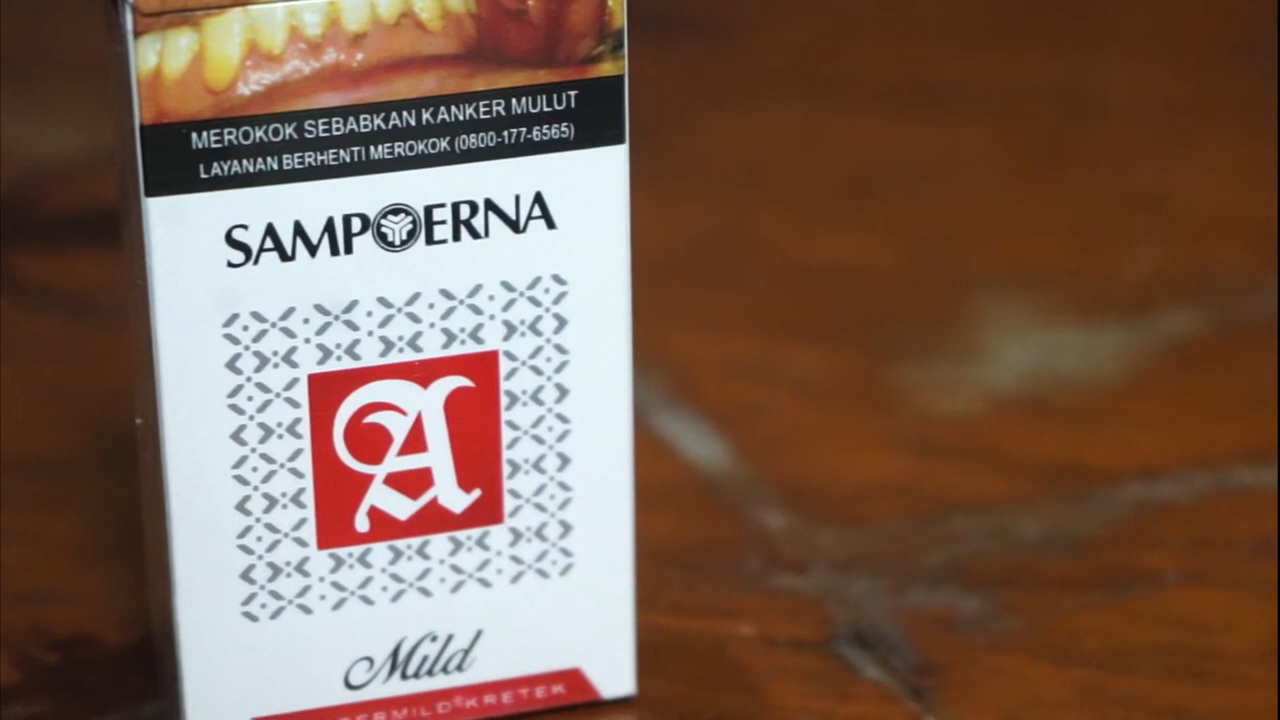 MEROKOK SEBABKAN KANKER MULUT
LAYANAN BERHENTI MEROKOK (0800-177-6565)
SAMPOERNA
A
Mild
KRETEK